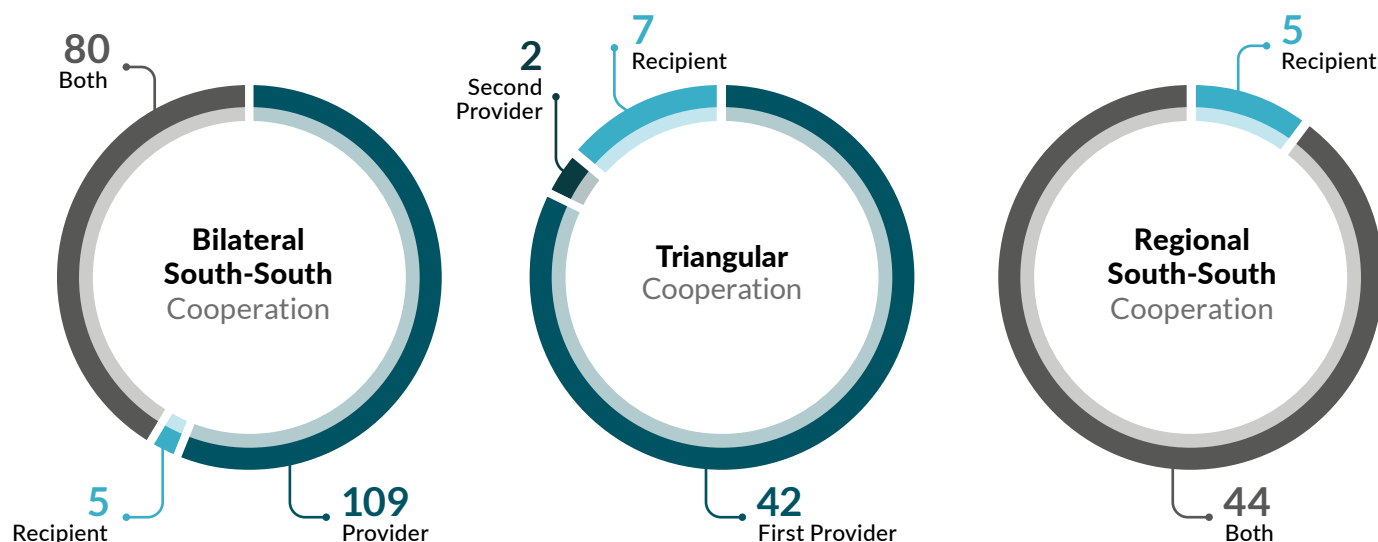 80
Both
Bilateral
South-South
Cooperation
5
Recipient
109
Provider
2
Second
Provider
7
Recipient
Triangular
Cooperation
42
First Provider
5
Recipient
Regional
South-South
Cooperation
44
Both